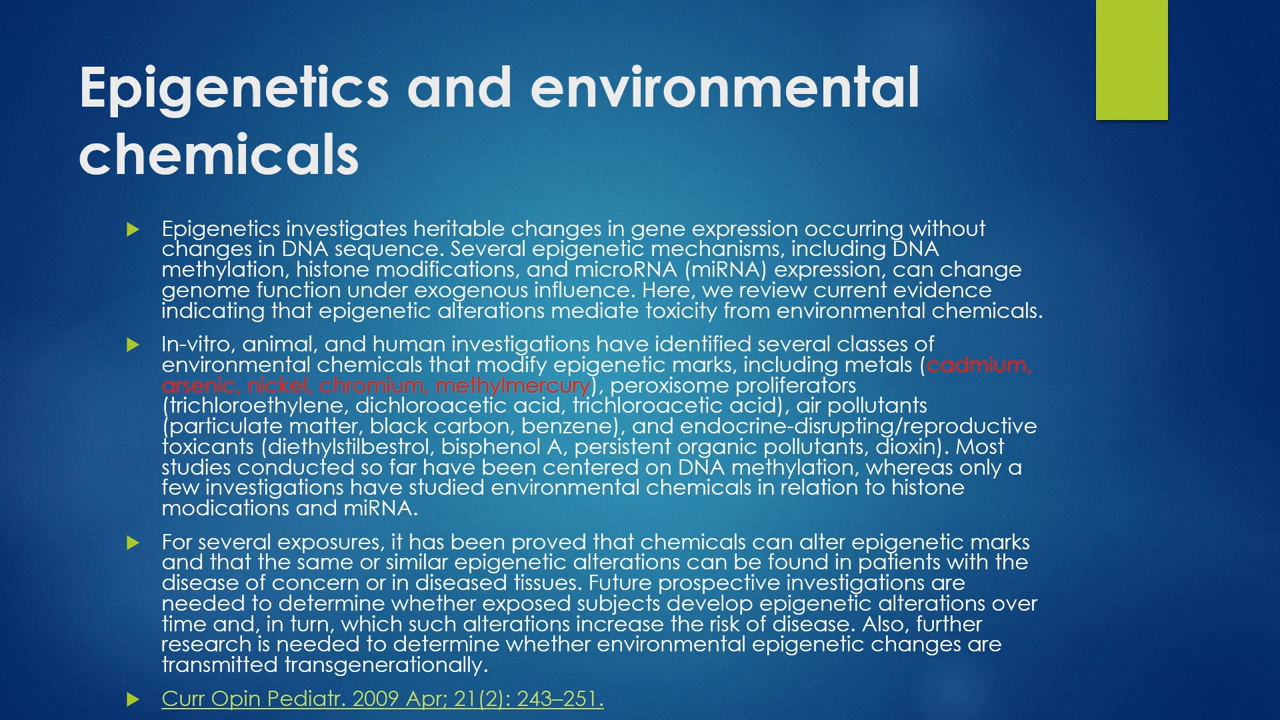 Epigenetics and environmental
chemicals
Epigenetics investigates heritable changes in gene expression occurring without
changes in DNA sequence. Several epigenetic mechanisms, including DNA
methylation, histone modifications, and microRNA (miRNA) expression, can change
genome function under exogenous influence. Here, we review current evidence
indicating that epigenetic alterations mediate toxicity from environmental chemicals.
In-vitro, animal, and human investigations have identified several classes of
environmental chemicals that modify epigenetic marks, including metals (cadmium,
arsenic, nickel, chromium, methylmercury), peroxisome proliferators
(trichloroethylene, dichloroacetic acid, trichloroacetic acid), air pollutants
(particulate matter, black carbon, benzene), and endocrine-disrupting/reproductive
toxicants (diethylstilbestrol, bisphenol A, persistent organic pollutants, dioxin). Most
studies conducted so far have been centered on DNA methylation, whereas only a
few investigations have studied environmental chemicals in relation to histone
modications and miRNA.
For several exposures, it has been proved that chemicals can alter epigenetic marks
and that the same or similar epigenetic alterations can be found in patients with the
disease of concern or in diseased tissues. Future prospective investigations are
needed to determine whether exposed subjects develop epigenetic alterations over
time and, in turn, which such alterations increase the risk of disease. Also, further
research is needed to determine whether environmental epigenetic changes are
transmitted transgenerationally.
Curr Opin Pediatr. 2009 Apr; 21(2): 243–251.